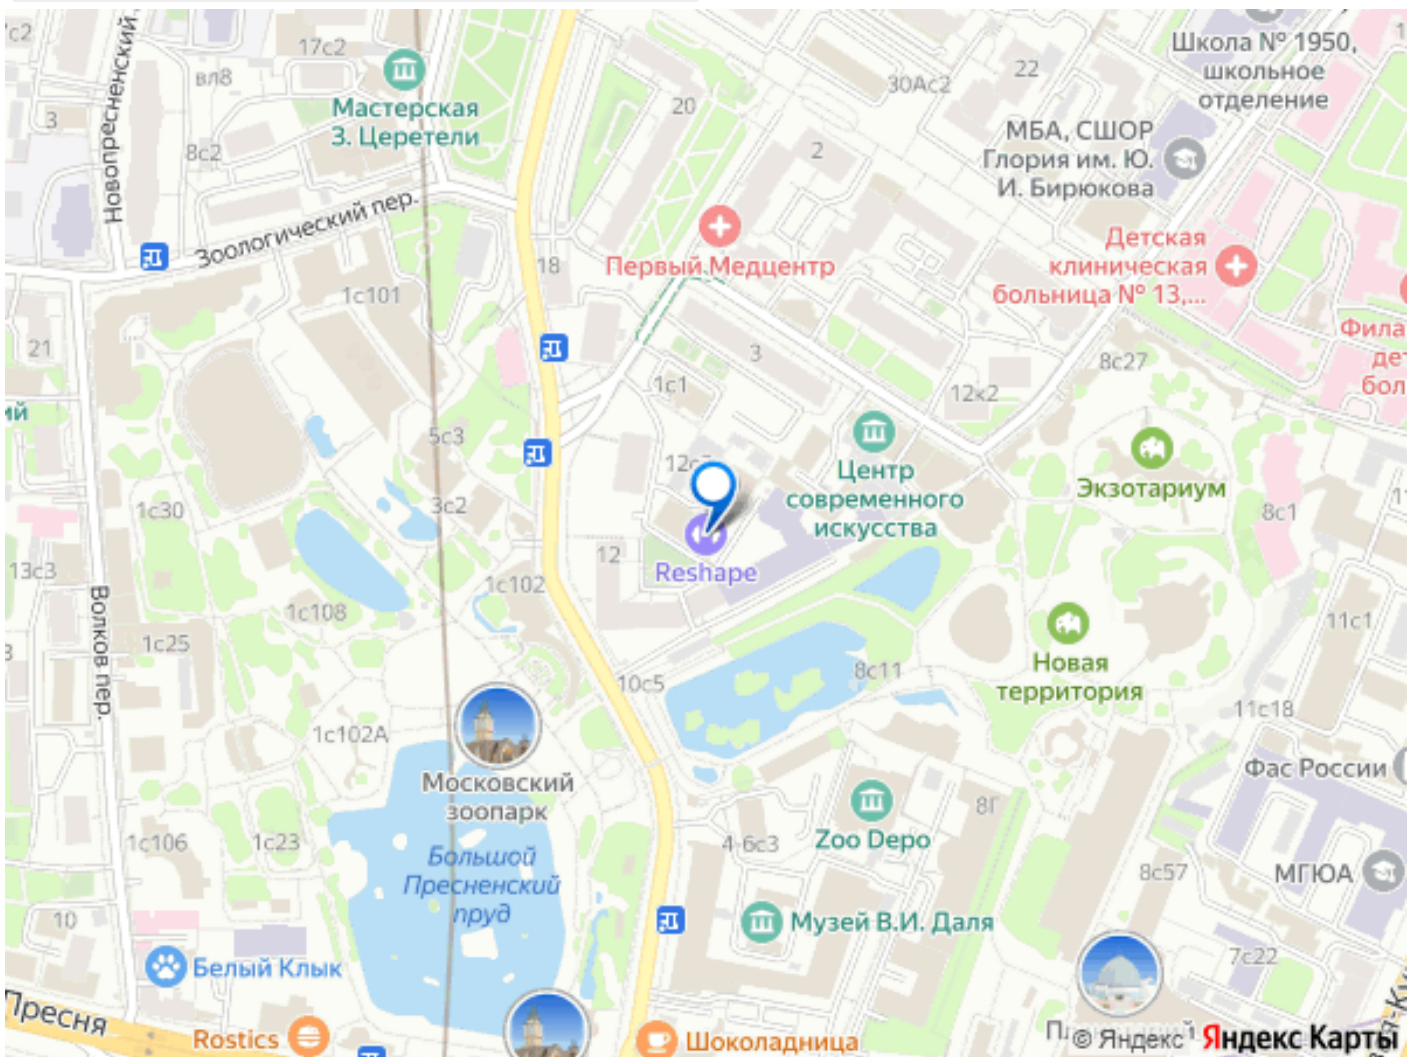 17с2
вл8
Мастерская
З. Церетели
3
8с2
Новопресненский
Зоологический пер.
20
30Ас2
22
2
Школа № 1950,
школьное
отделение
МБА, СШОР
Глория им. Ю.
И. Бирюкова
Первый Медцентр
Детская
клиническая
больница № 13,...
18
1с101
21
3
1с1
8с27
12к2
5с3
3с2
1с30
13с3
Волков пер.
Центр
современного
искусства
Экзотариум
8с1
12
Reshape
1с102
1с108
1с25
10с5
8с11
Новая
территория
11с1
11с18
1с102А
Московский
зоопарк
Фас России
Zoo Depo
8Г
4-6с3
1с106
1с23
Большой
Пресненский
пруд
8с57
МГЮА
10
Музей В.И. Даля
7с22
Белый Клык
Пресня
Rostics
Шоколадница
© Яндекс Яндекс Карты